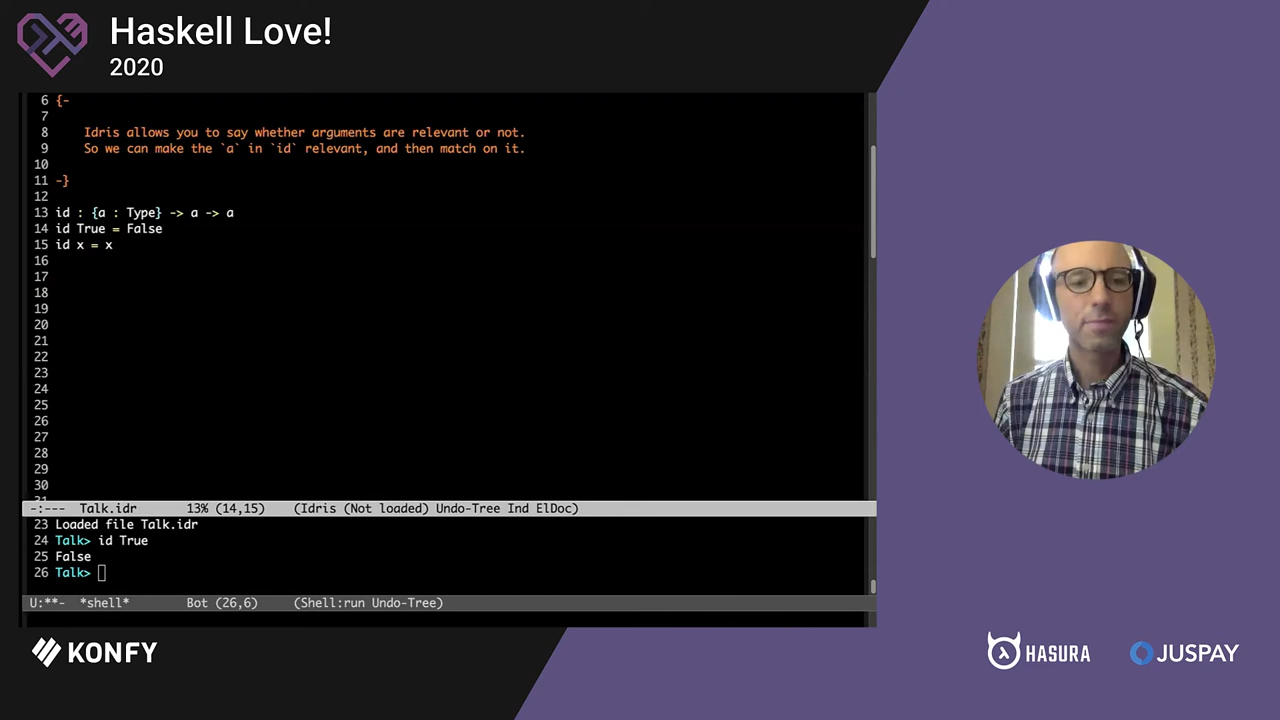 Haskell Love!
2020
6 {-
7
8 Idris allows you to say whether arguments are relevant or not.
9 So we can make the `a` in `id` relevant, and then match on it.
10
11 -}
12
13 id : {a : Type} -> a -> a
14 id True = False
15 id x = x
16
17
18
19
20
21
22
23
24
25
26
27
28
29
30
31
-:--- Talk.idr 13% (14,15) (Idris (Not loaded) Undo-Tree Ind ElDoc)
23 Loaded file Talk.idr
24 Talk> id True
25 False
26 Talk>
U:**- *shell* Bot (26,6) (Shell:run Undo-Tree)
KONFY
HASURA
JUSPAY